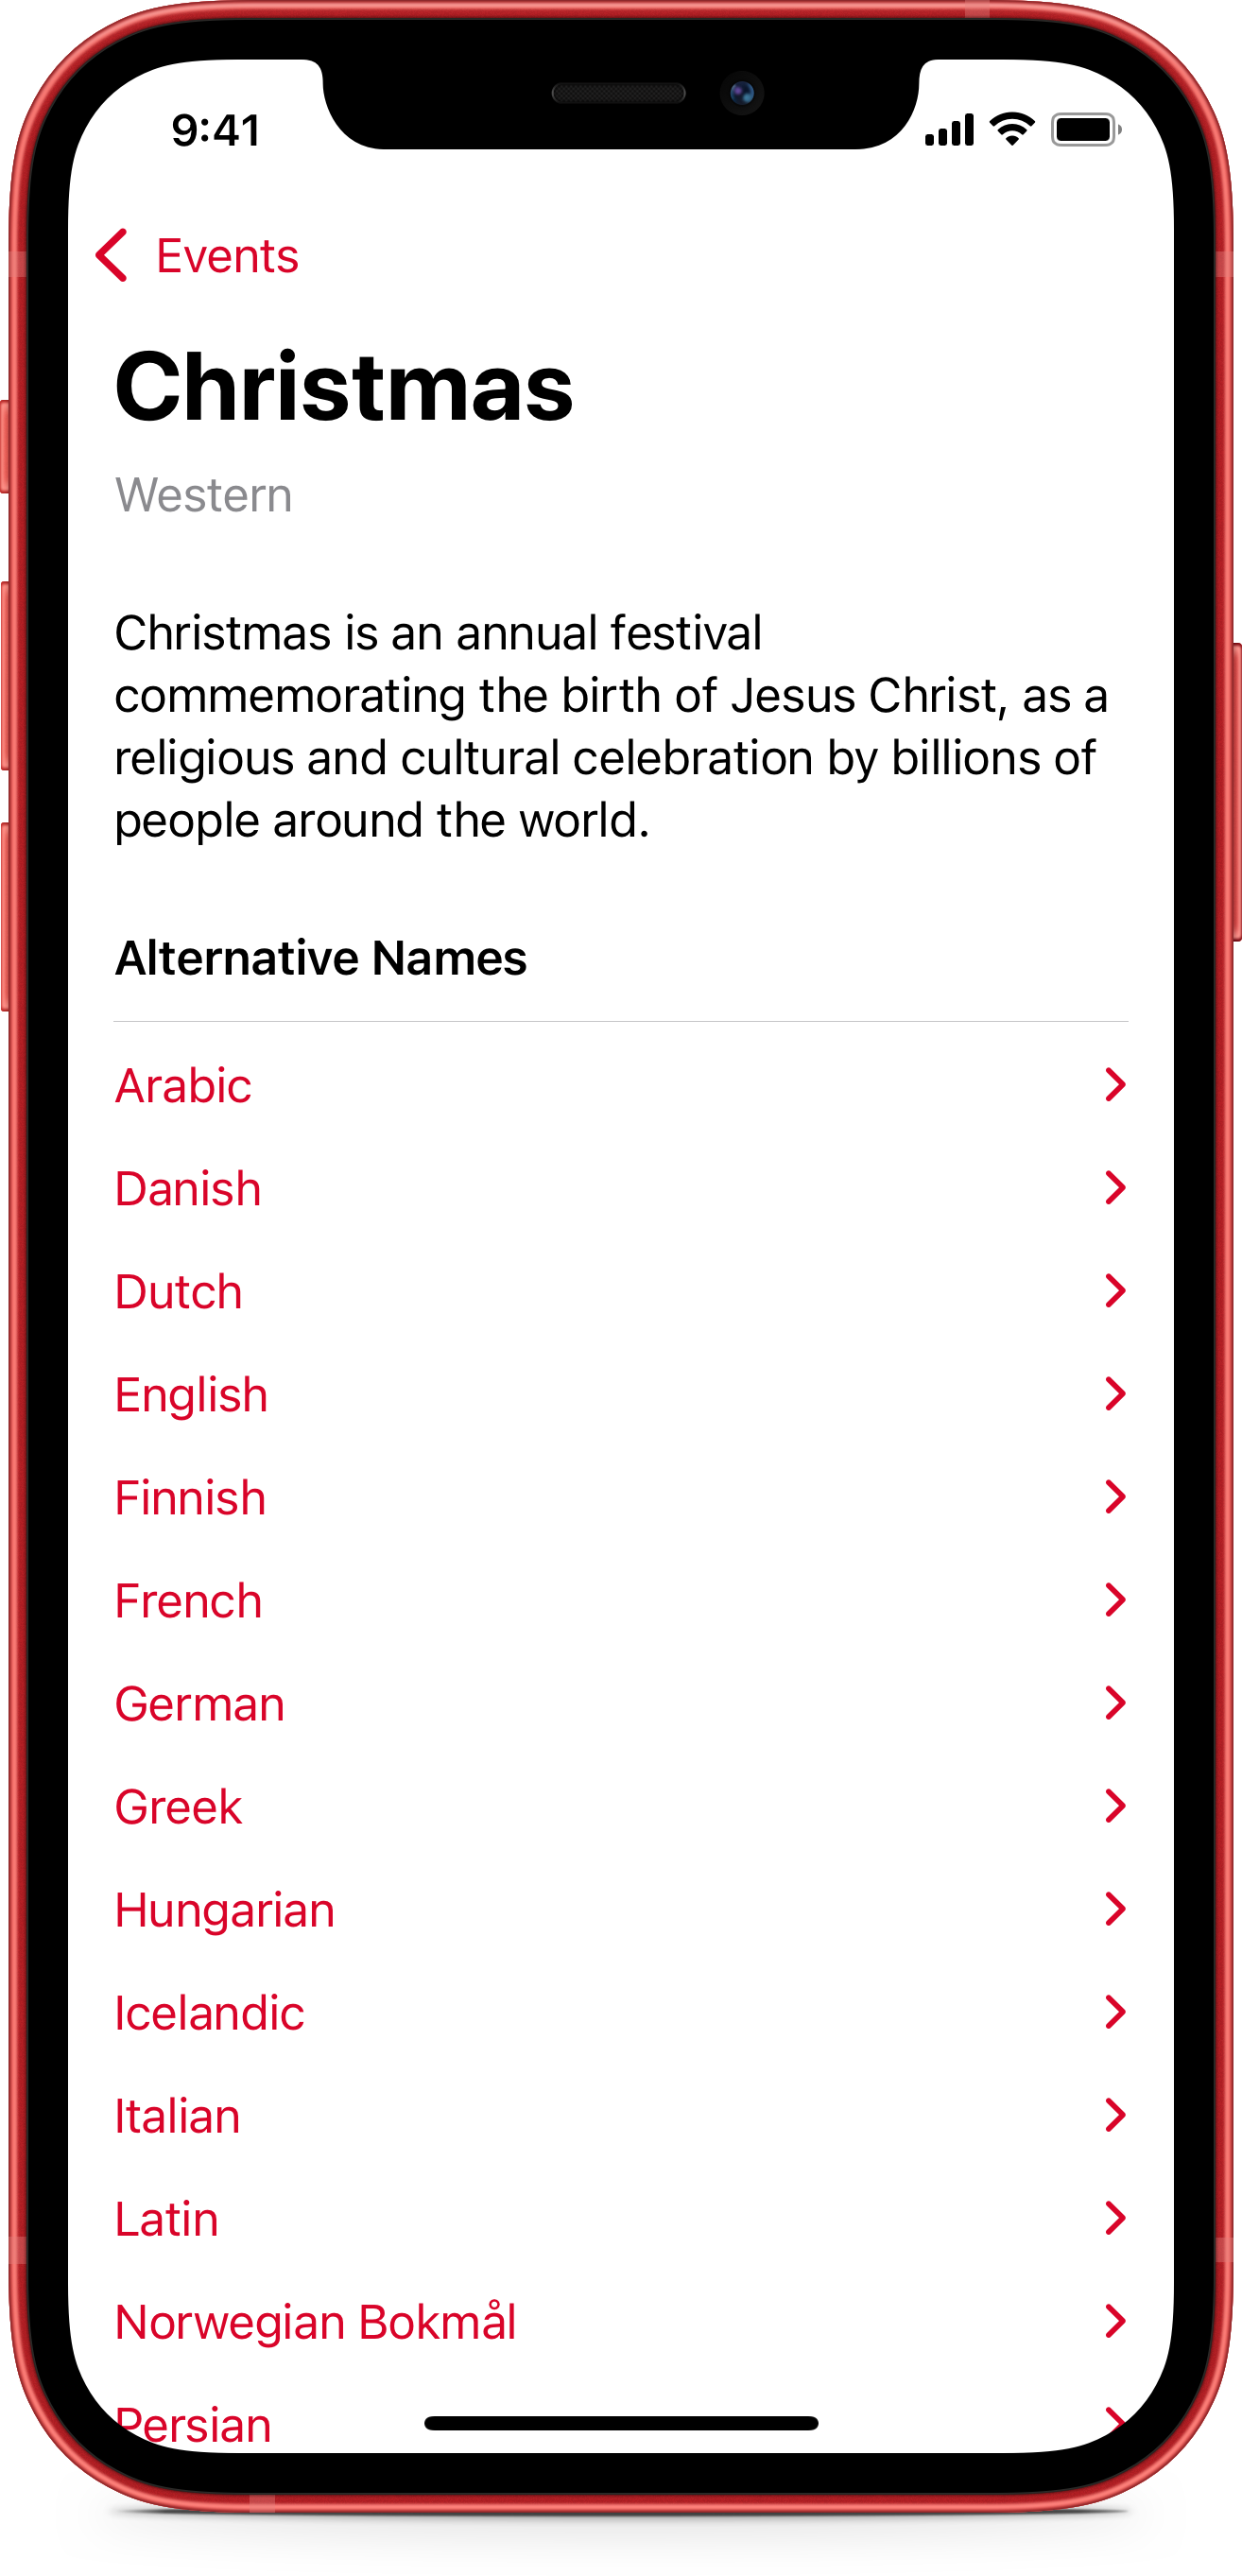 9:41
Events
Christmas
Western
Christmas is an annual festival
commemorating the birth of Jesus Christ, as a
religious and cultural celebration by billions of
people around the world.
Alternative Names
Arabic
Danish
Dutch
English
Finnish
French
German
Greek
Hungarian
Icelandic
Italian
Latin
Norwegian Bokmål
Persian